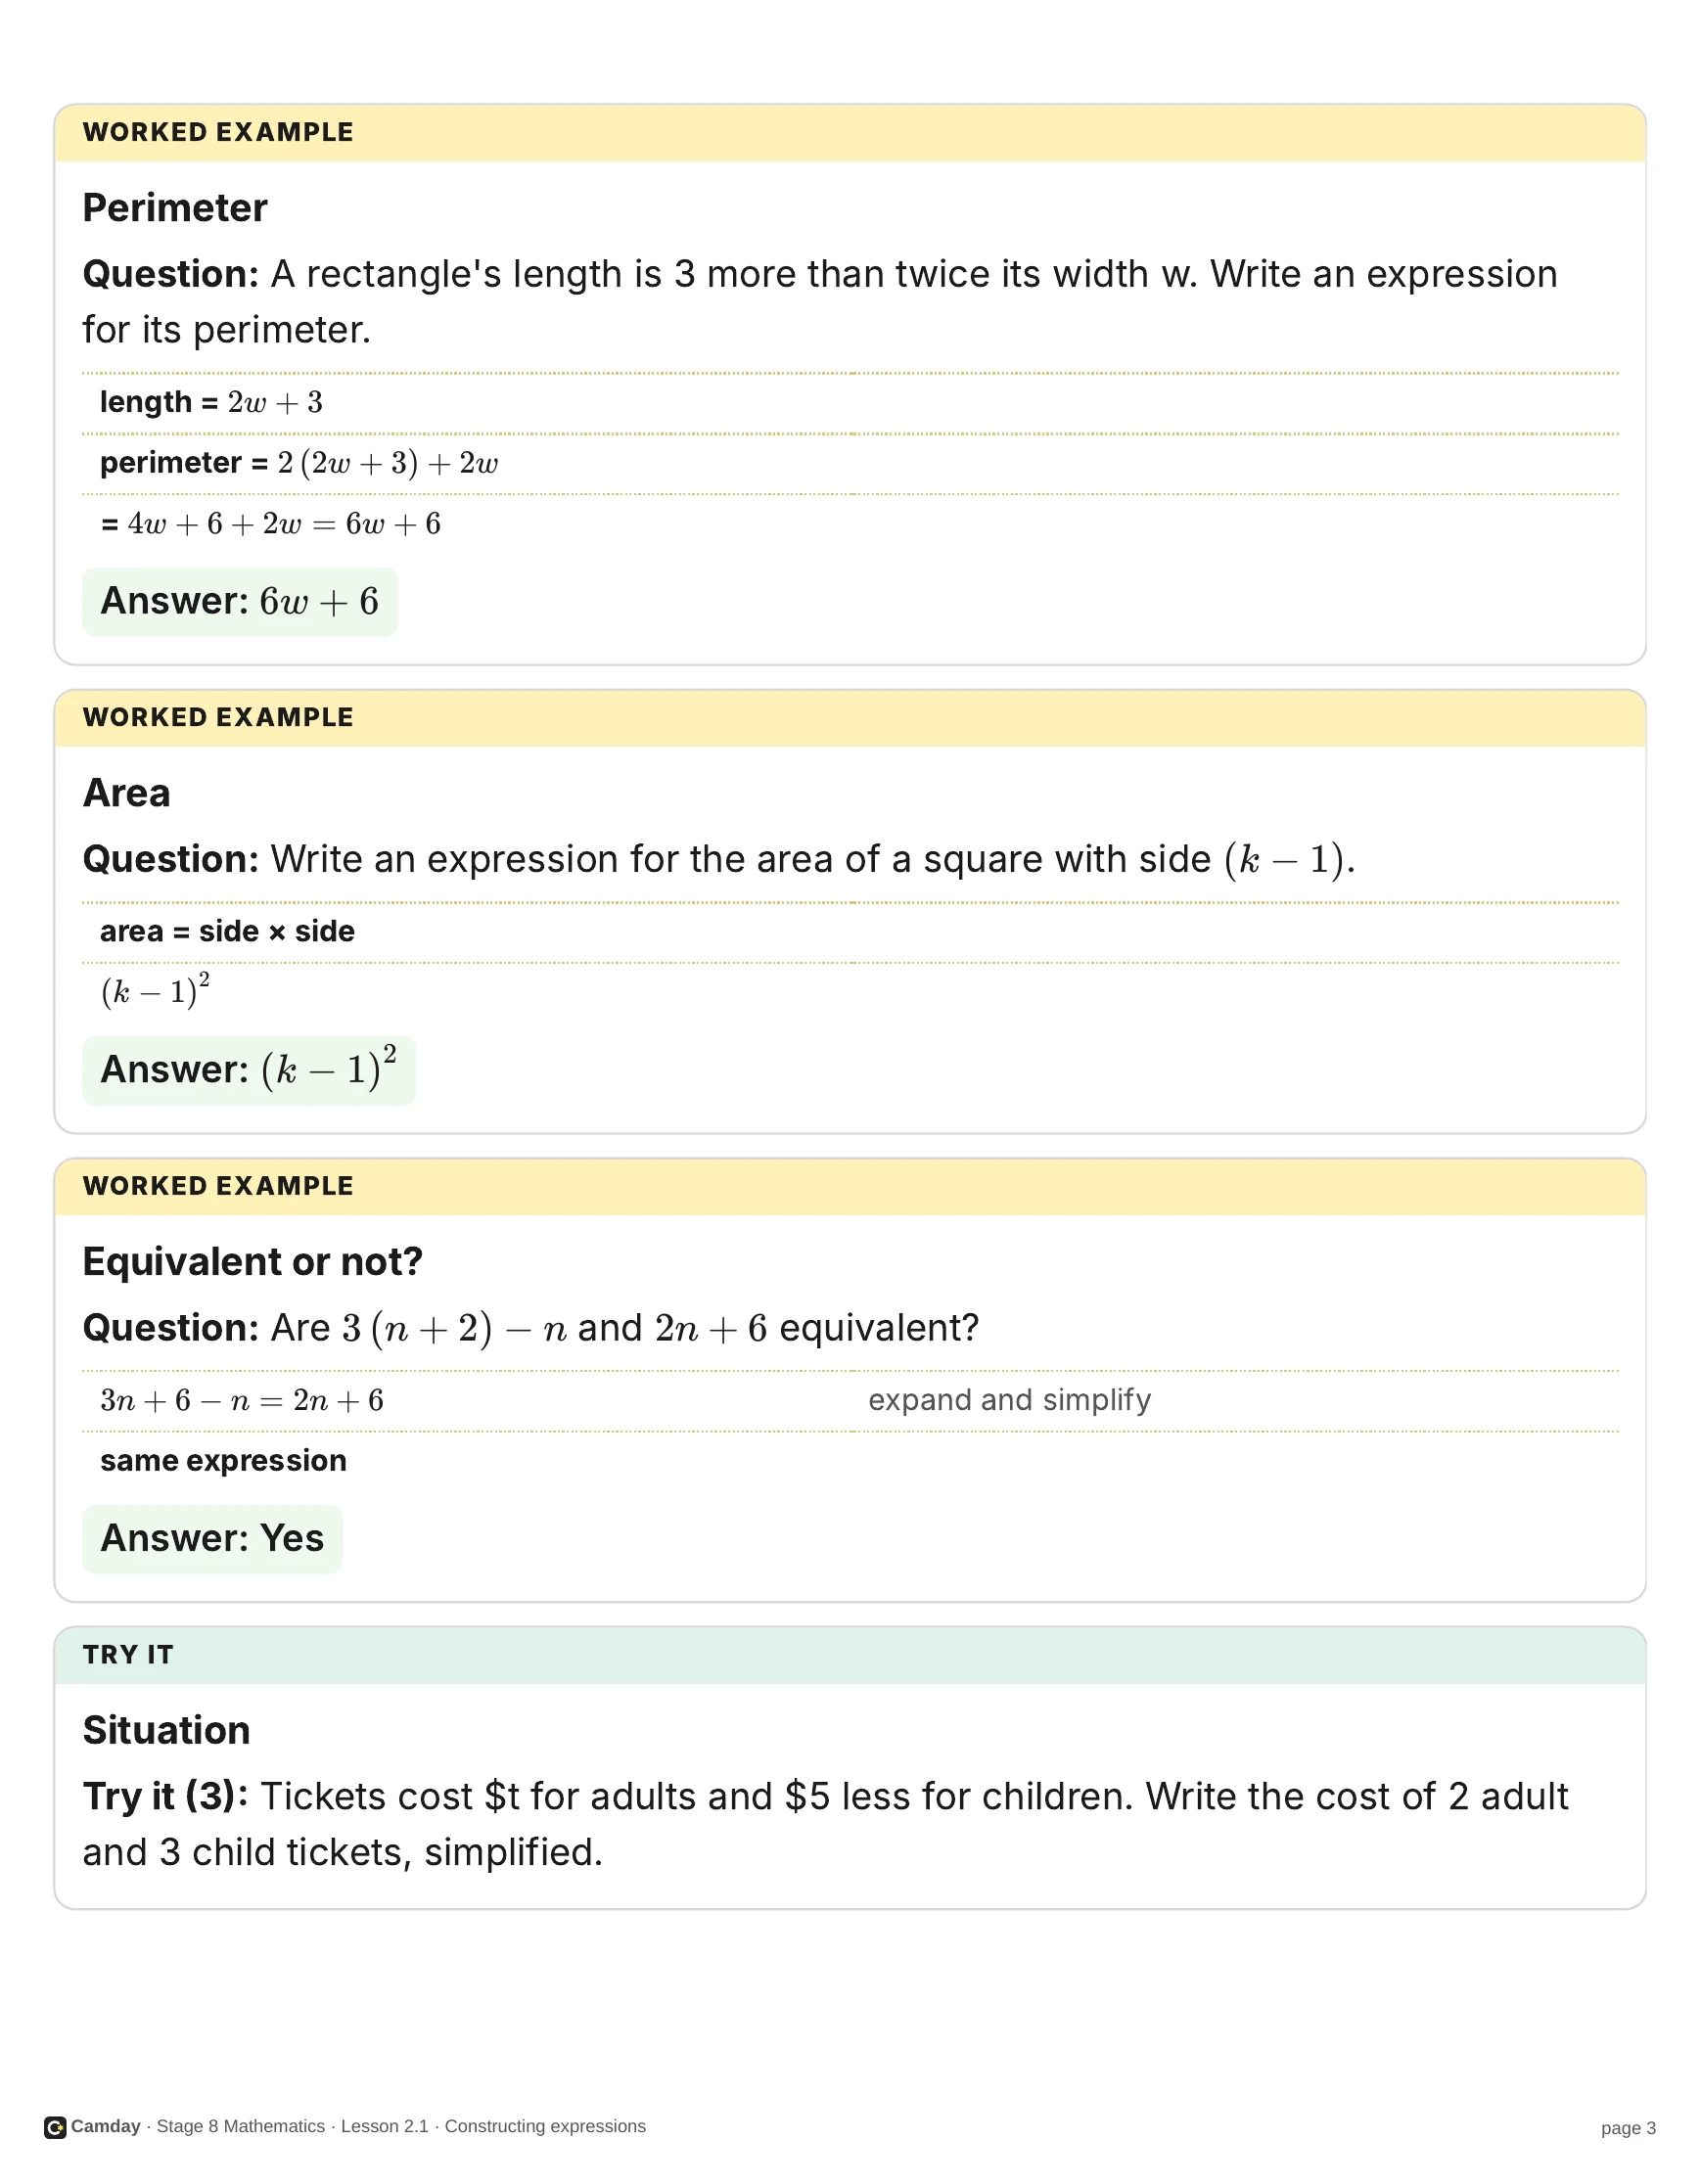 WORKED EXAMPLE
Perimeter
Question: A rectangle's length is 3 more than twice its width w. Write an expression
for its perimeter.
length = 2w + 3
perimeter = 2 (2w + 3) + 2w
= 4w + 6 + 2w = 6w + 6
Answer: 6w + 6
WORKED EXAMPLE
Area
Question: Write an expression for the area of a square with side (k − 1).
area = side × side
(k − 1)²
Answer: (k − 1)²
WORKED EXAMPLE
Equivalent or not?
Question: Are 3 (n + 2) − n and 2n + 6 equivalent?
3n + 6 − n = 2n + 6 expand and simplify
same expression
Answer: Yes
TRY IT
Situation
Try it (3): Tickets cost $t for adults and $5 less for children. Write the cost of 2 adult
and 3 child tickets, simplified.
Camday · Stage 8 Mathematics · Lesson 2.1 · Constructing expressions page 3